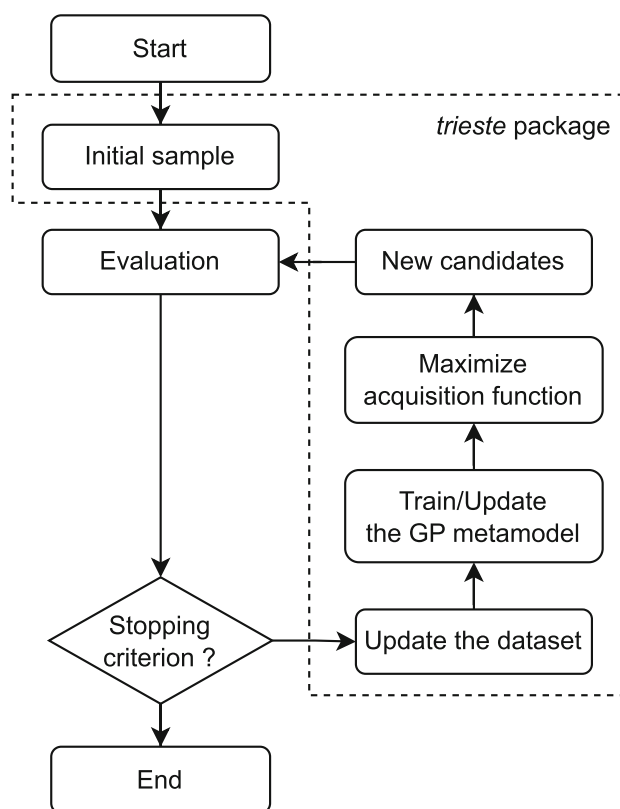 Start
trieste package
Initial sample
Evaluation
New candidates
Maximize
acquisition function
Train/Update
the GP metamodel
Stopping
criterion ?
Update the dataset
End